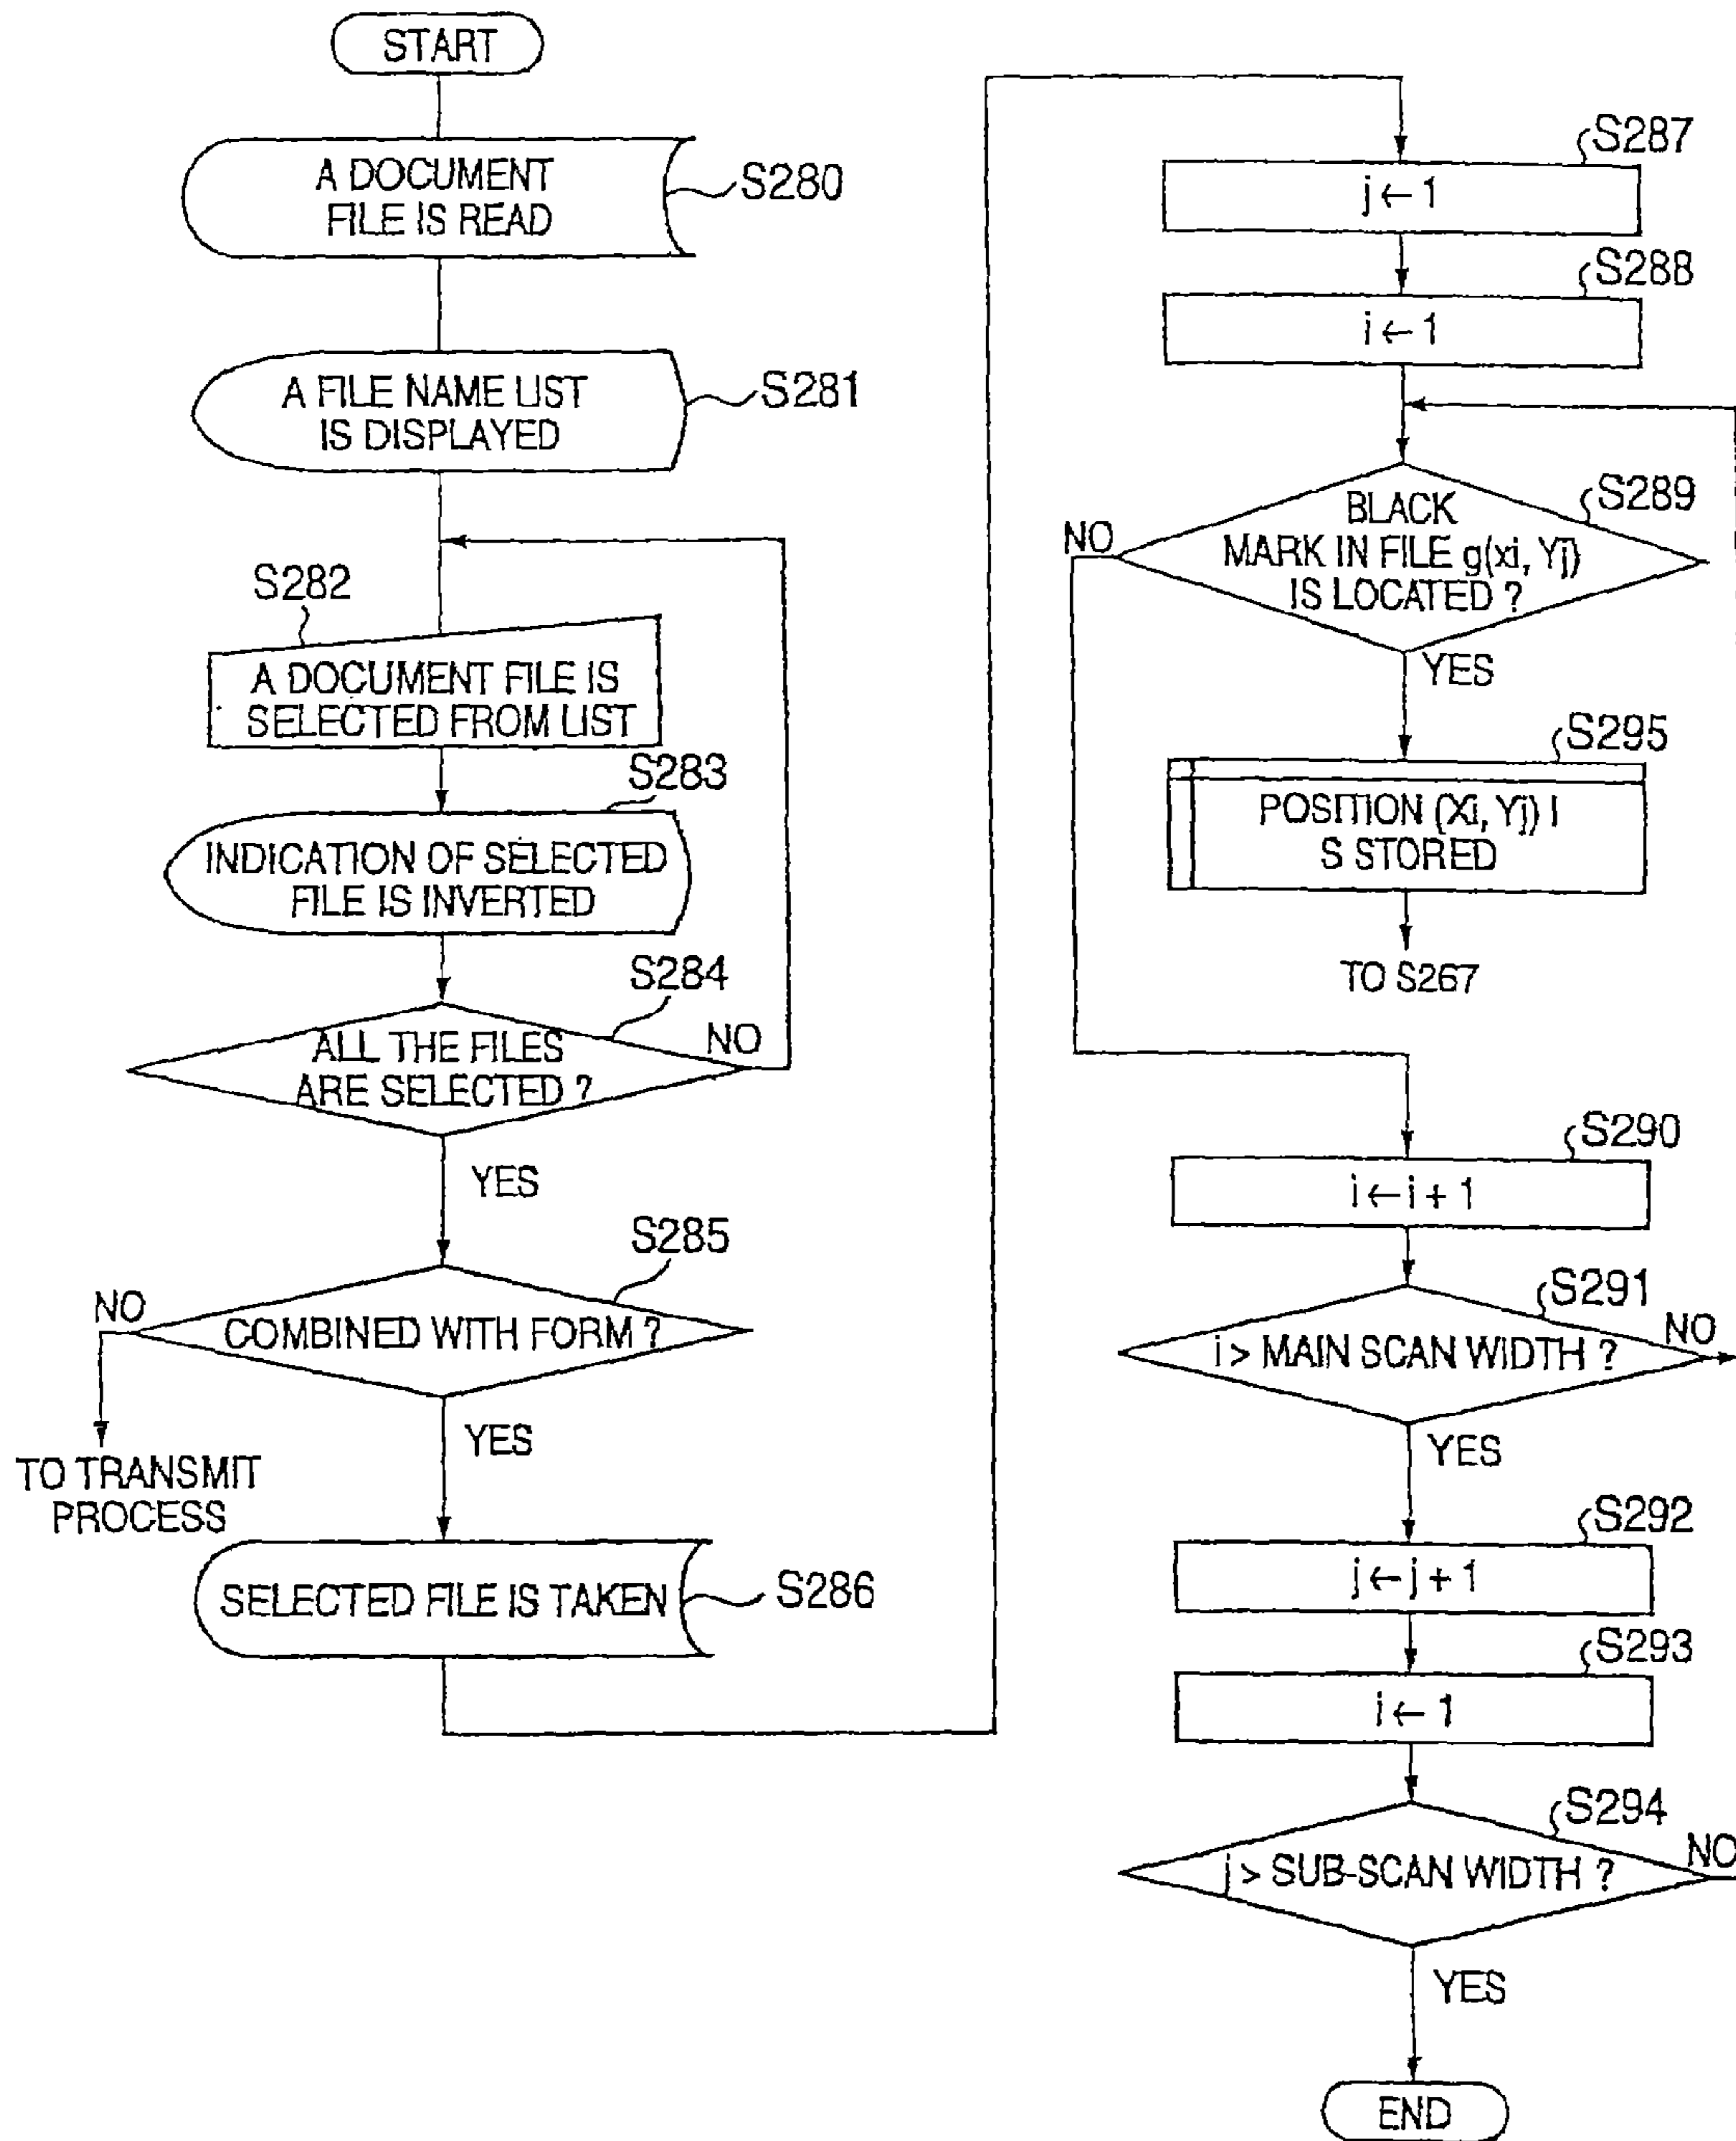 START
A DOCUMENT
FILE IS READ
S280
A FILE NAME LIST
IS DISPLAYED
S281
S282
A DOCUMENT FILE IS
SELECTED FROM LIST
S283
INDICATION OF SELECTED
FILE IS INVERTED
S284
ALL THE FILES
ARE SELECTED ?
NO
YES
S285
NO
COMBINED WITH FORM ?
YES
TO TRANSMIT
PROCESS
SELECTED FILE IS TAKEN
S286
S287
j ← 1
S288
i ← 1
S289
NO
BLACK
MARK IN FILE g(xi, Yj)
IS LOCATED ?
YES
S295
POSITION (Xi, Yj) I
S STORED
TO S267
S290
i ← i + 1
S291
NO
i > MAIN SCAN WIDTH ?
YES
S292
j ← j + 1
S293
i ← 1
S294
NO
j > SUB-SCAN WIDTH ?
YES
END